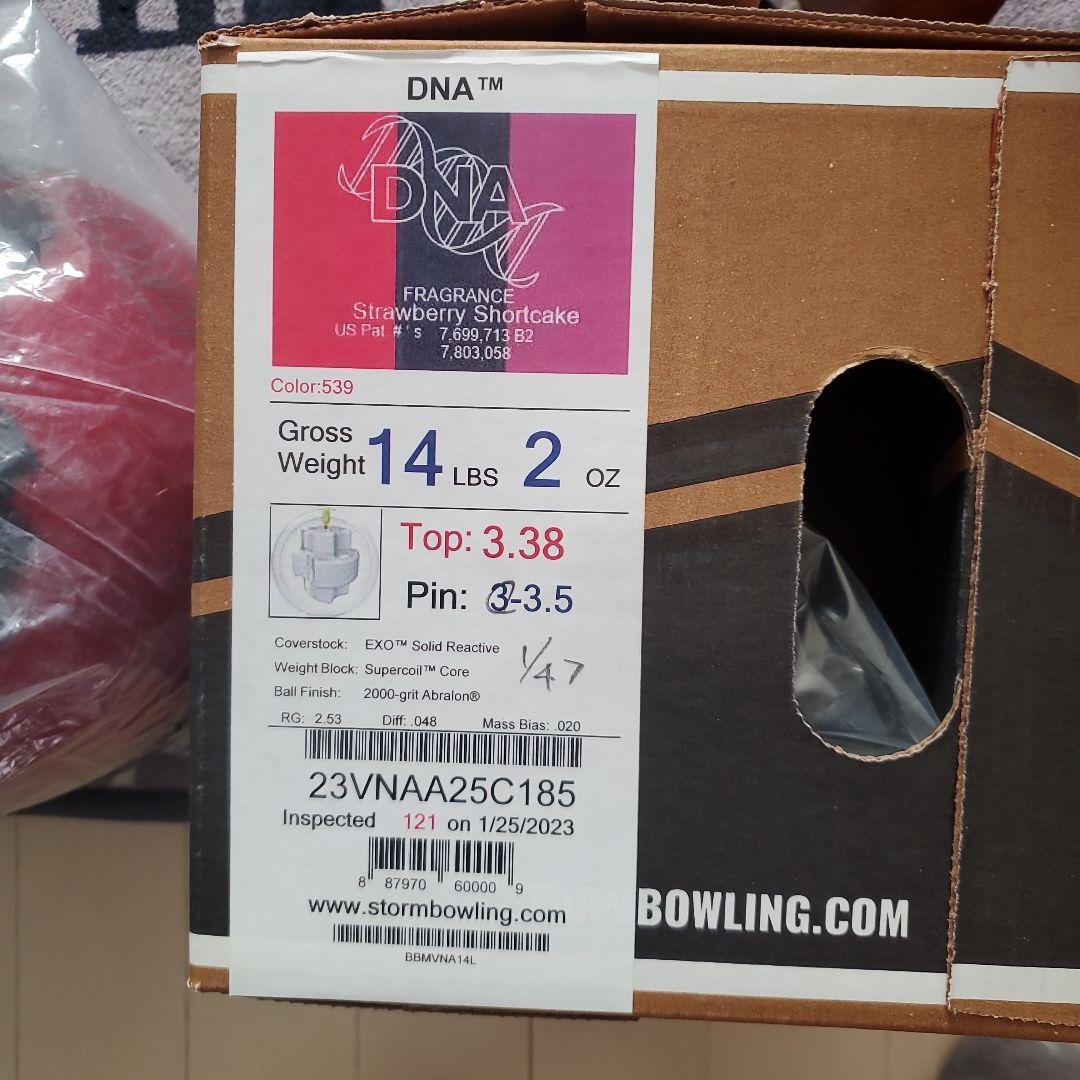 DNA™
DNA
FRAGRANCE
Strawberry Shortcake
US Pat #'s 7,699,713 B2
7,803,058
Color:539
Gross Weight 14 LBS 2 OZ
Top: 3.38
Pin: 3-3.5
Coverstock: EXO™ Solid Reactive
Weight Block: Supercoil™ Core
Ball Finish: 2000-grit Abralon®
RG: 2.53 Diff: .048 Mass Bias: .020
23VNAA25C185
Inspected 121 on 1/25/2023
8 87970 60000 9
www.stormbowling.com
BBMVNA14L
BOWLING.COM